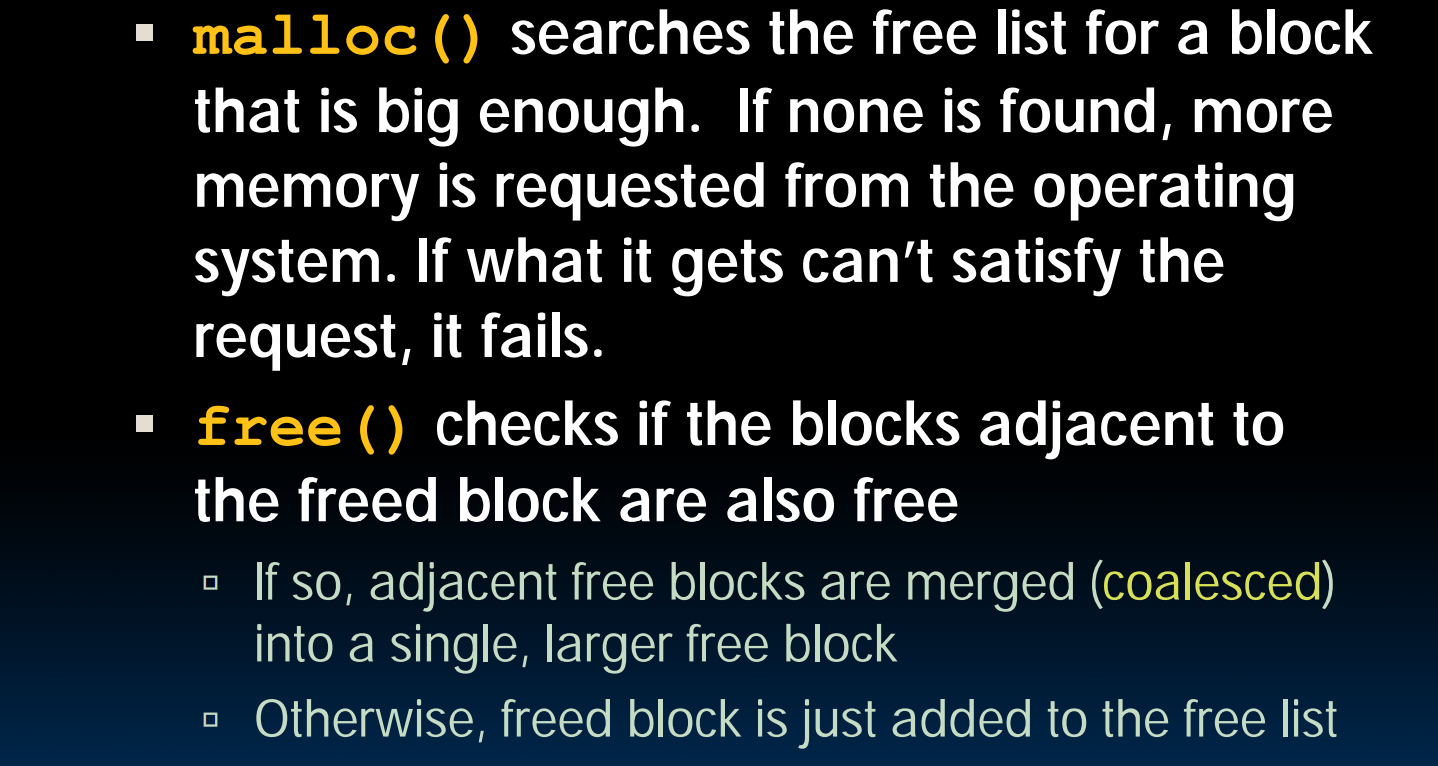 ▪ malloc() searches the free list for a block
that is big enough.  If none is found, more
memory is requested from the operating
system. If what it gets can’t satisfy the
request, it fails.
▪ free() checks if the blocks adjacent to
the freed block are also free
▫ If so, adjacent free blocks are merged (coalesced)
into a single, larger free block
▫ Otherwise, freed block is just added to the free list